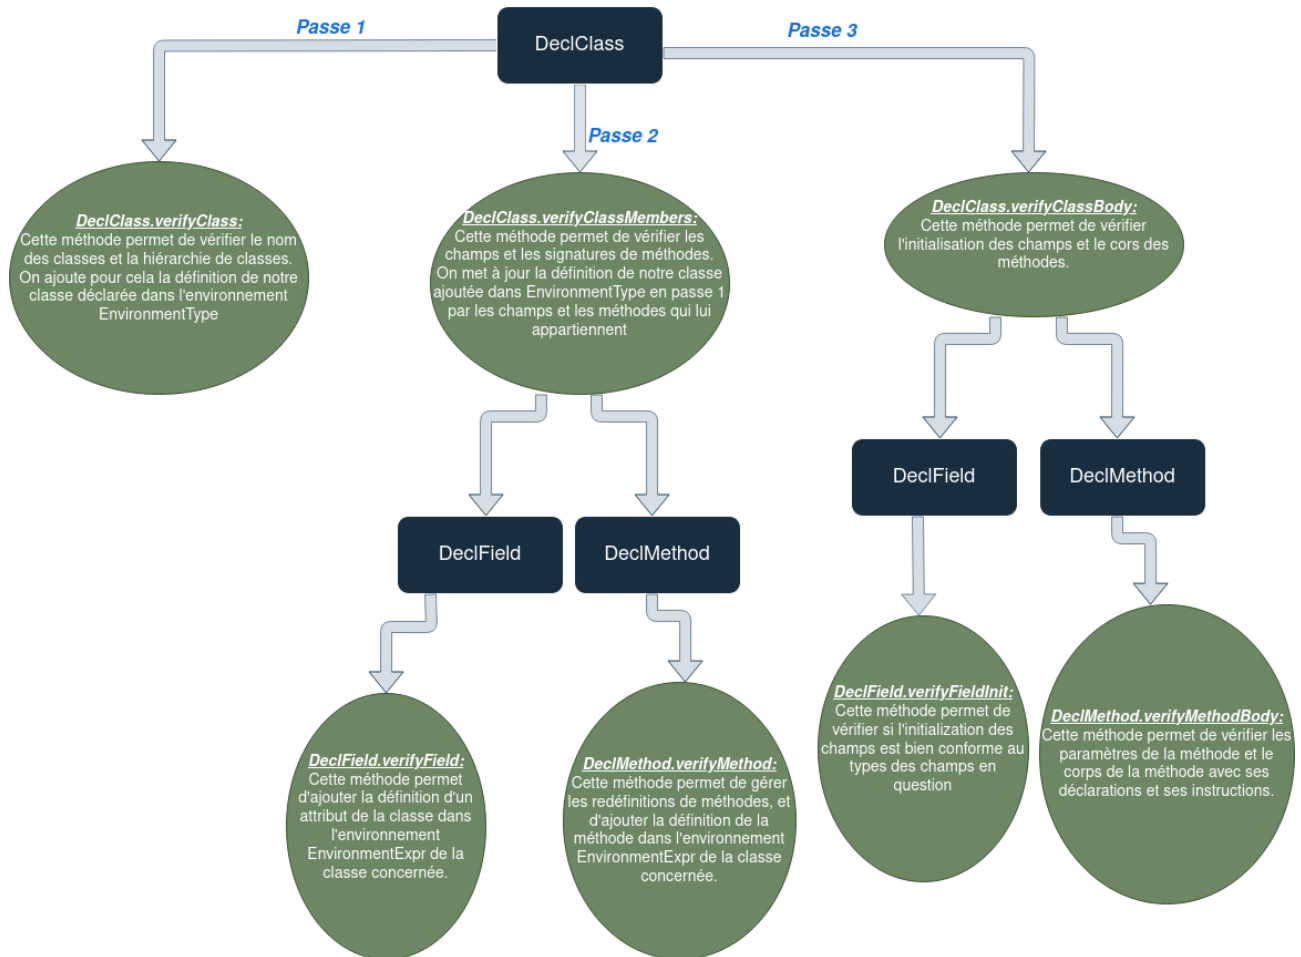 Passe 1
DeclClass
Passe 3
Passe 2
DeclClass.verifyClass:
Cette méthode permet de vérifier le nom
des classes et la hiérarchie de classes.
On ajoute pour cela la définition de notre
classe déclarée dans l'environnement
EnvironmentType
DeclClass.verifyClassMembers:
Cette méthode permet de vérifier les
champs et les signatures de méthodes.
On met à jour la définition de notre classe
ajoutée dans EnvironmentType en passe 1
par les champs et les méthodes qui lui
appartiennent
DeclClass.verifyClassBody:
Cette méthode permet de vérifier
l'initialisation des champs et le cors des
méthodes.
DeclField
DeclMethod
DeclField
DeclMethod
DeclField.verifyField:
Cette méthode permet
d'ajouter la définition d'un
attribut de la classe dans
l'environnement
EnvironmentExpr de la
classe concernée.
DeclMethod.verifyMethod:
Cette méthode permet de gérer
les redéfinitions de méthodes, et
d'ajouter la définition de la
méthode dans l'environnement
EnvironmentExpr de la classe
concernée.
DeclField.verifyFieldInit:
Cette méthode permet de
vérifier si l'initialization des
champs est bien conforme au
types des champs en
question
DeclMethod.verifyMethodBody:
Cette méthode permet de vérifier les
paramètres de la méthode et le
corps de la méthode avec ses
déclarations et ses instructions.